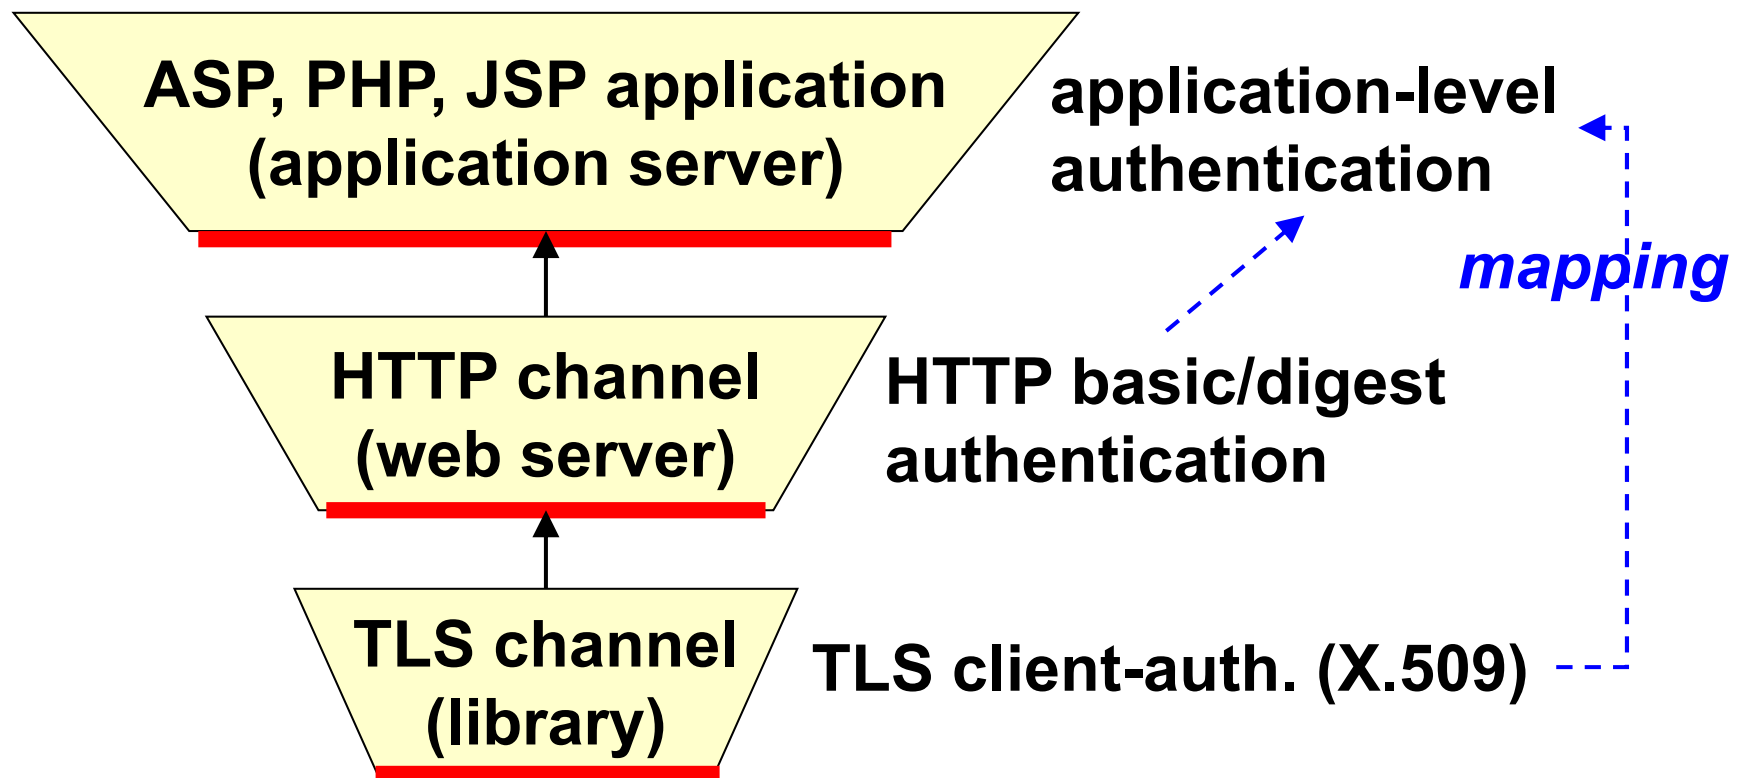 ASP, PHP, JSP application
(application server)
application-level
authentication
mapping
HTTP channel
(web server)
HTTP basic/digest
authentication
TLS channel
(library)
TLS client-auth. (X.509)